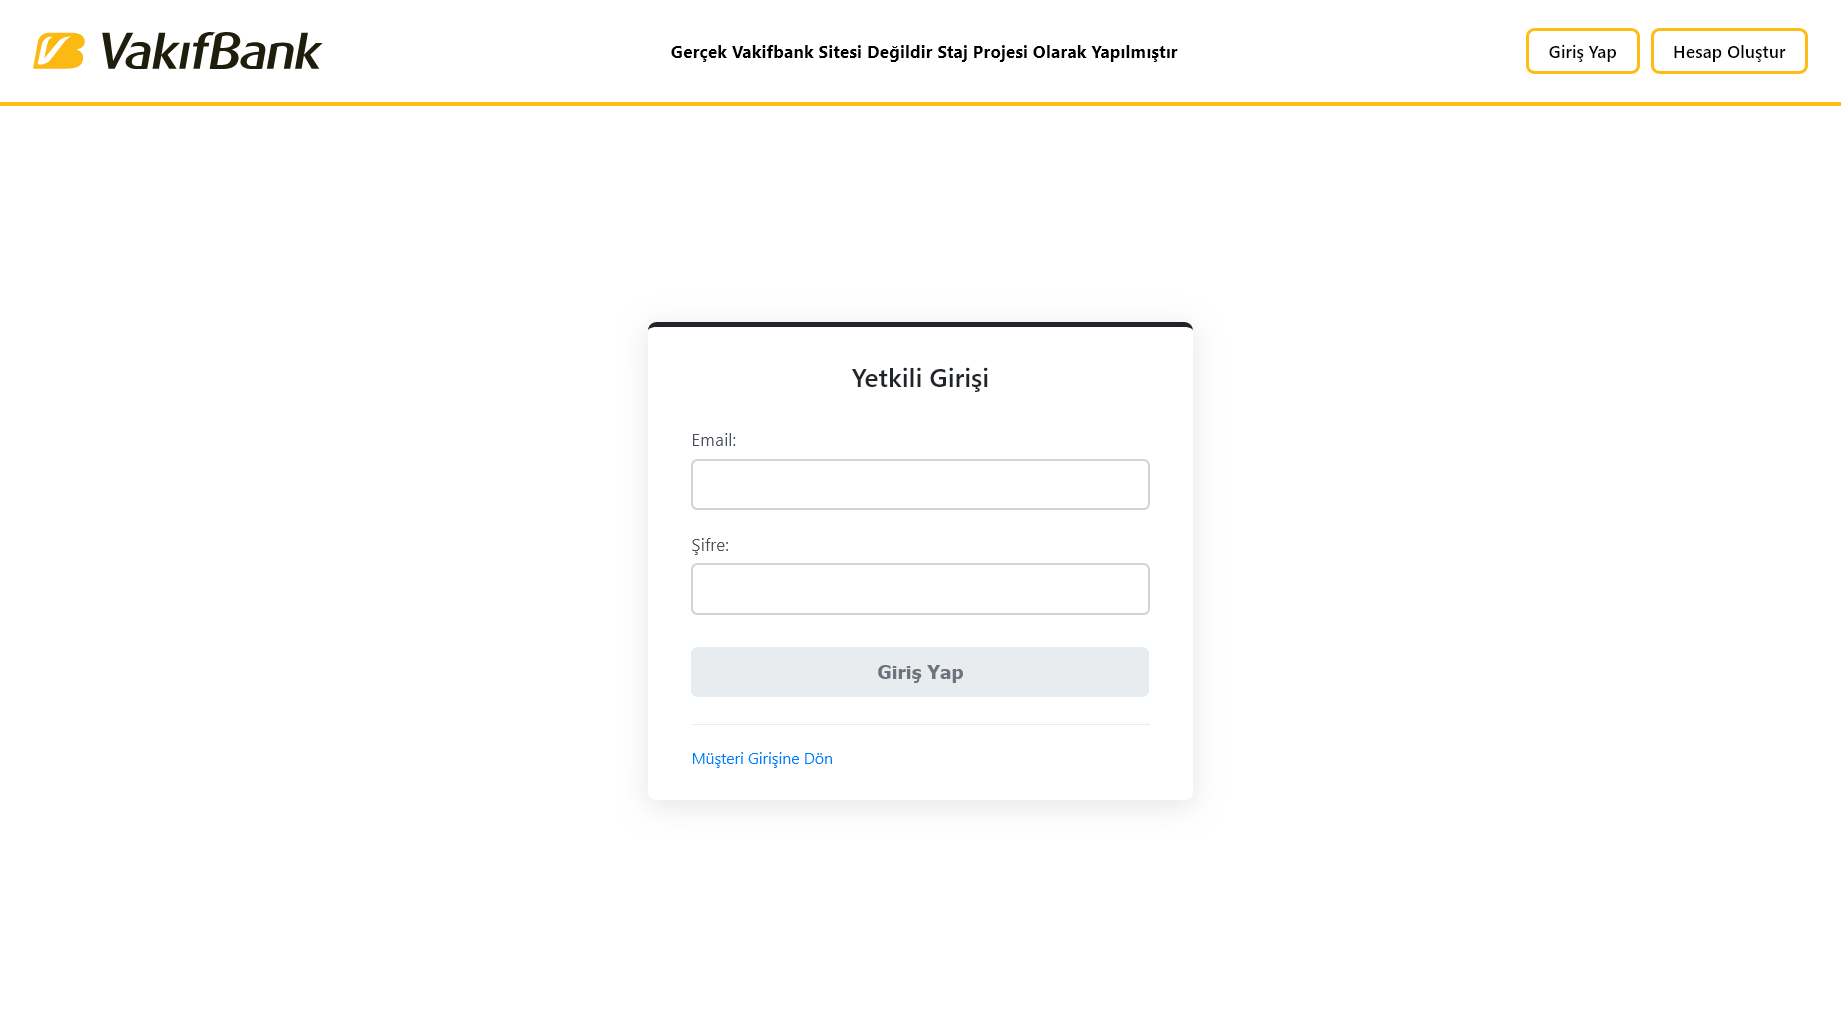 VakıfBank
Gerçek Vakifbank Sitesi Değildir Staj Projesi Olarak Yapılmıştır
Giriş Yap
Hesap Oluştur
Yetkili Girişi
Email:
Şifre:
Giriş Yap
Müşteri Girişine Dön